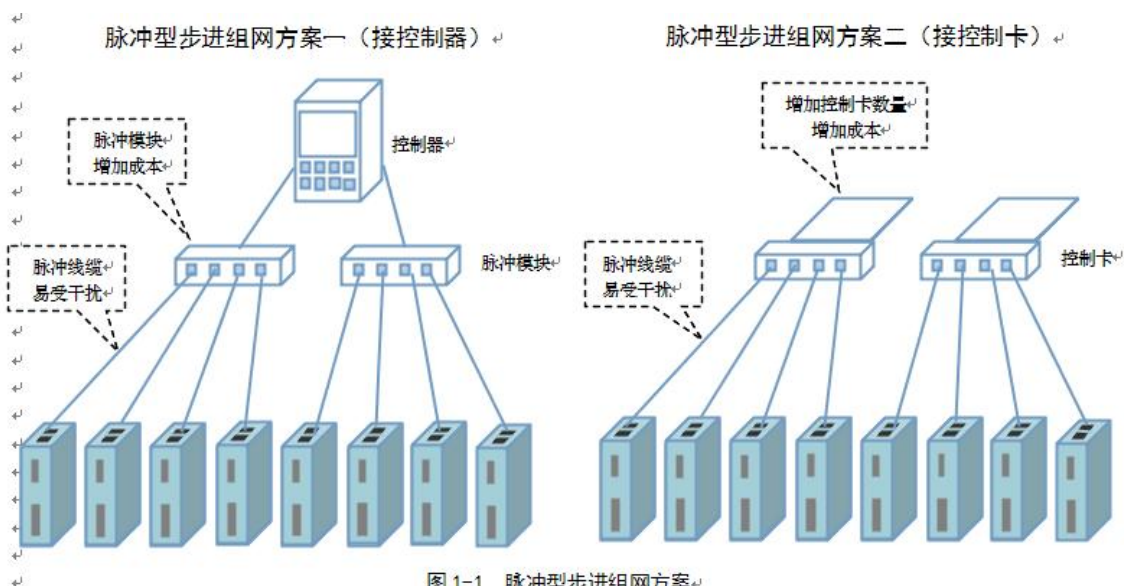 脉冲型步进组网方案一（接控制器）
脉冲模块
增加成本
控制器
脉冲线缆
易受干扰
脉冲模块
脉冲型步进组网方案二（接控制卡）
增加控制卡数量
增加成本
脉冲线缆
易受干扰
控制卡
图 1-1 脉冲型步进组网方案